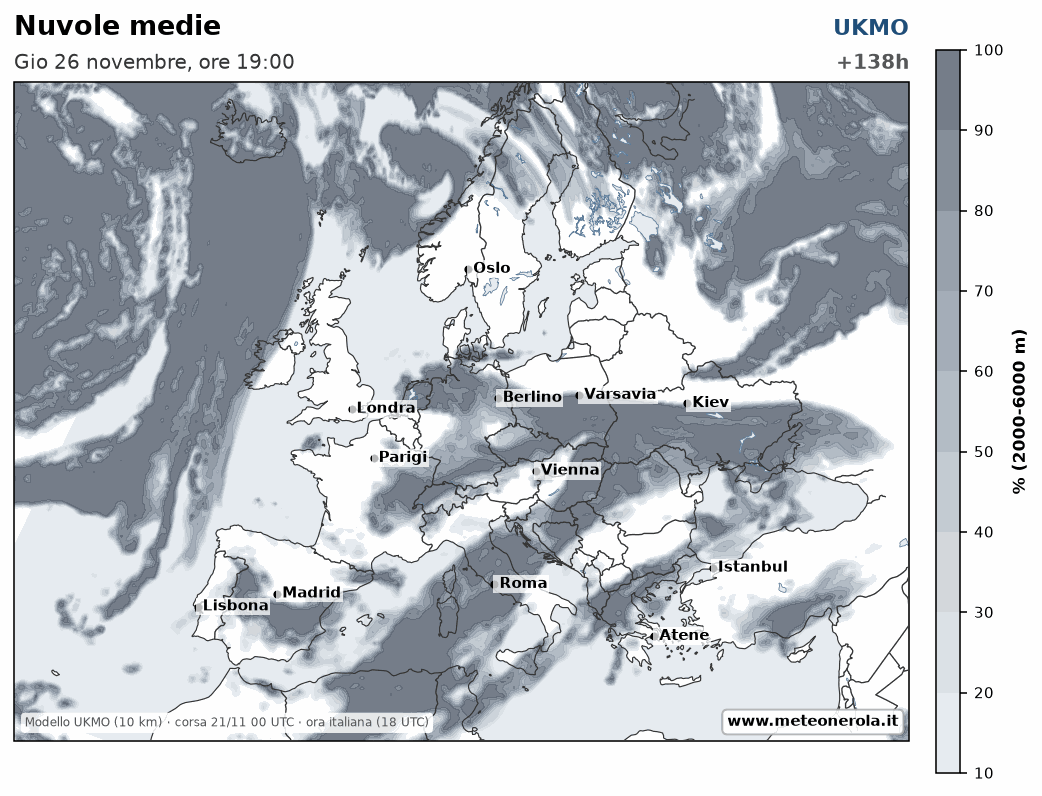 Nuvole medie
UKMO
Gio 26 novembre, ore 19:00
+138h
Oslo
Berlino
Varsavia
Kiev
Londra
Parigi
Vienna
Istanbul
Roma
Madrid
Lisbona
Atene
Modello UKMO (10 km) · corsa 21/11 00 UTC · ora italiana (18 UTC)
www.meteonerola.it
100
90
80
70
60
50
40
30
20
10
% (2000-6000 m)